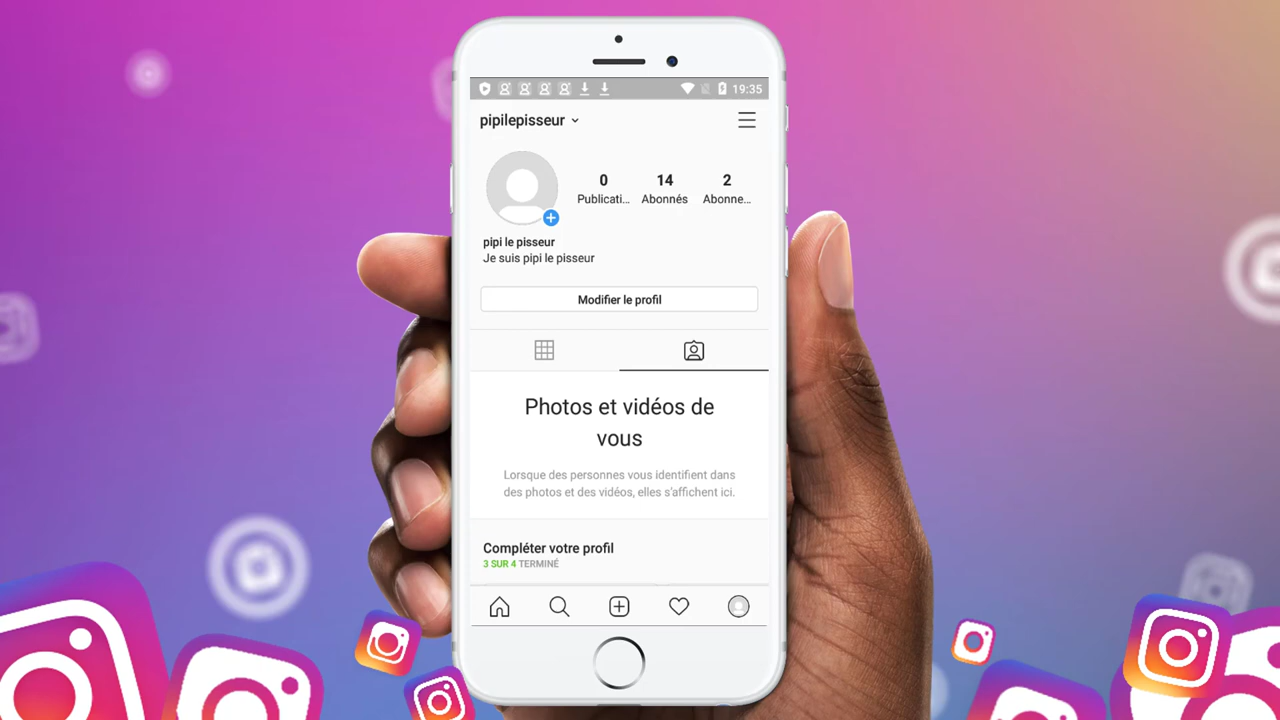 19:35
pipilepisseur
0
14
2
Publicati...
Abonnés
Abonne...
pipi le pisseur
Je suis pipi le pisseur
Modifier le profil
Photos et vidéos de
vous
Lorsque des personnes vous identifient dans
des photos et des vidéos, elles s'affichent ici.
Compléter votre profil
3 SUR 4 TERMINÉ